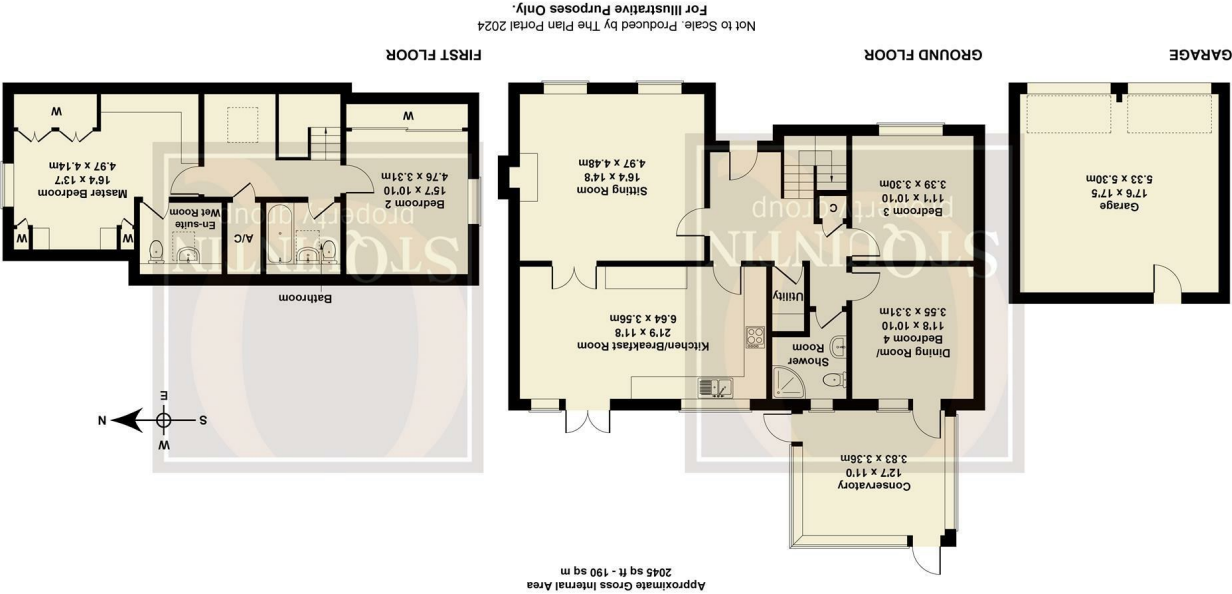 Approximate Gross Internal Area
2045 sq ft - 190 sq m
Conservatory
12'7 x 11'0
3.83 x 3.36m
Dining Room/
Bedroom 4
11'8 x 10'10
3.55 x 3.31m
Shower
Room
Utility
Kitchen/Breakfast Room
21'9 x 11'8
6.64 x 3.56m
C
Bedroom 3
11'1 x 10'10
3.39 x 3.30m
Sitting Room
16'4 x 14'8
4.97 x 4.48m
Garage
17'6 x 17'5
5.33 x 5.30m
W
S
N
E
Bathroom
A/C
En-suite
Wet Room
Bedroom 2
15'7 x 10'10
4.76 x 3.31m
W
Master Bedroom
16'4 x 13'7
4.97 x 4.14m
W
W
W
STQUINTIN
property group
STQUINTIN
property group
GARAGE
GROUND FLOOR
FIRST FLOOR
Not to Scale. Produced by The Plan Portal 2024
For Illustrative Purposes Only.